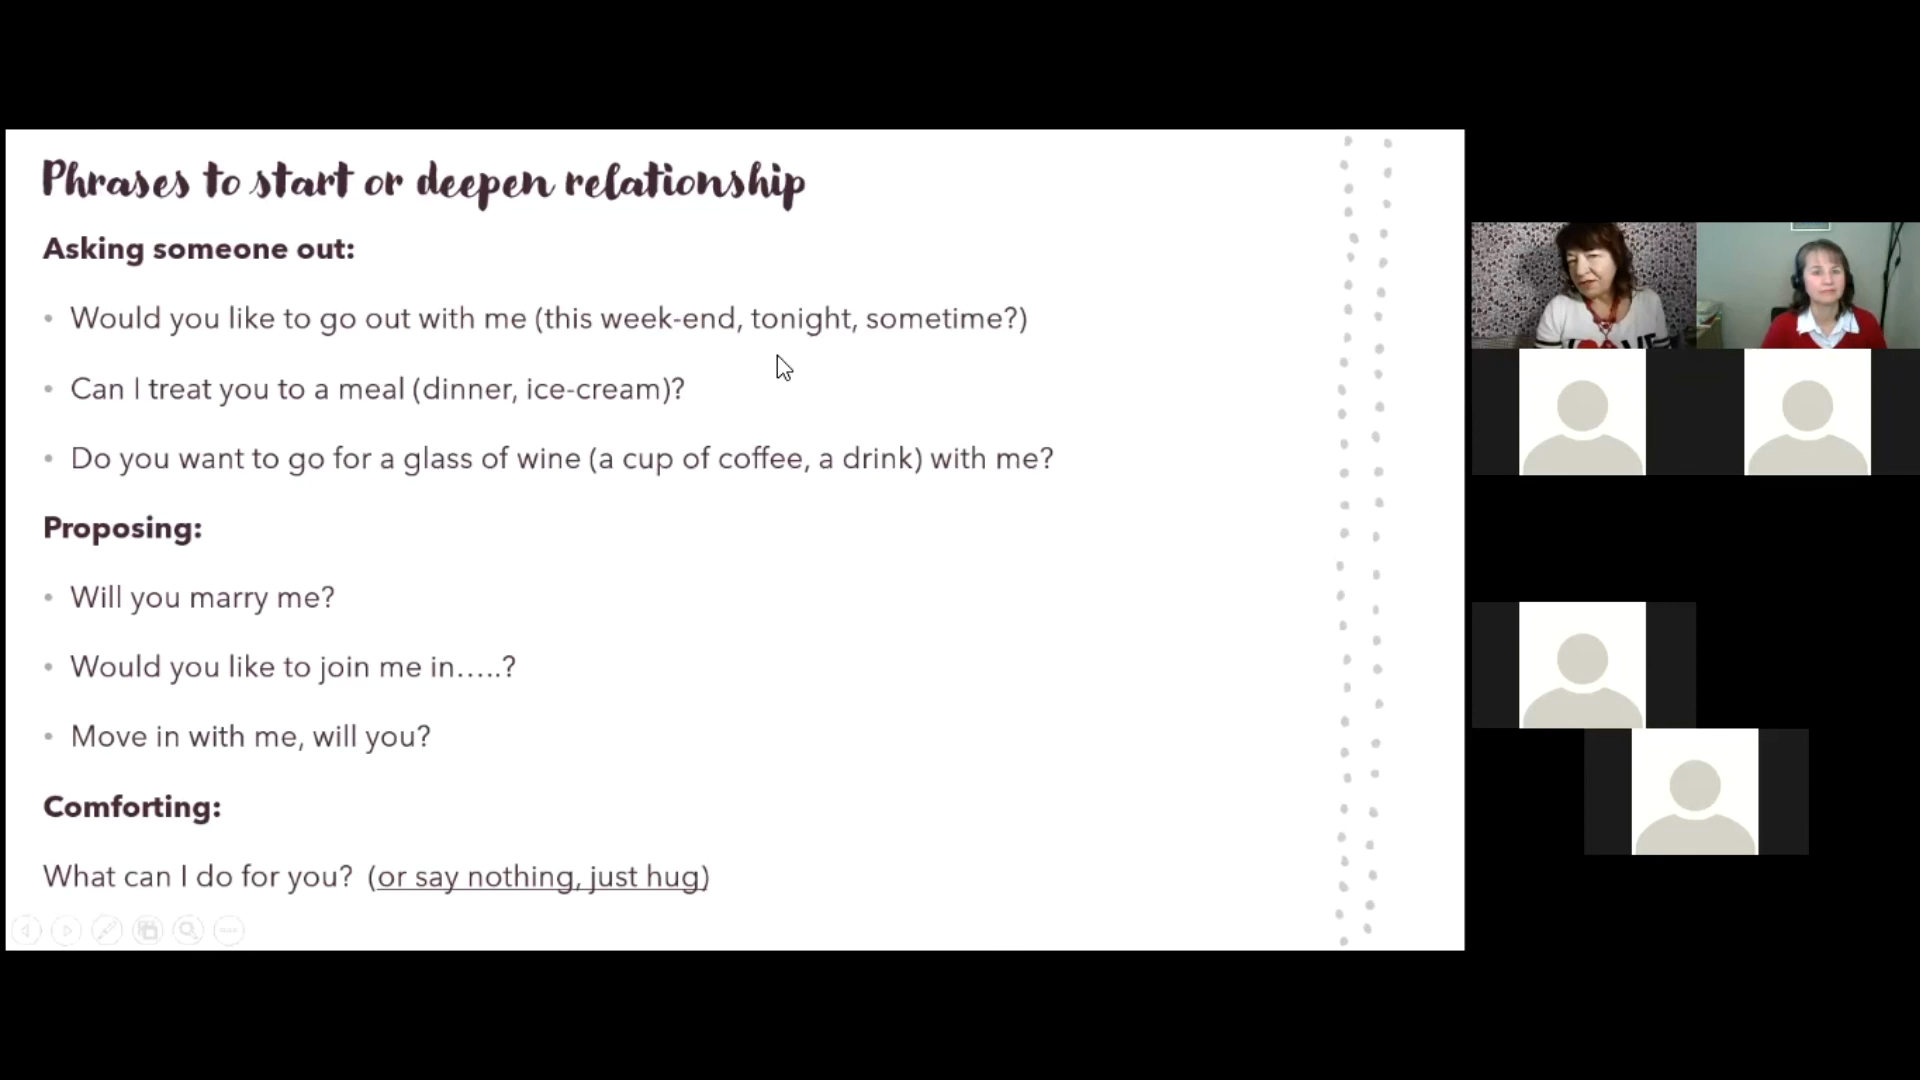 Phrases to start or deepen relationship
Asking someone out:
• Would you like to go out with me (this week-end, tonight, sometime?)
• Can I treat you to a meal (dinner, ice-cream)?
• Do you want to go for a glass of wine (a cup of coffee, a drink) with me?
Proposing:
• Will you marry me?
• Would you like to join me in…..?
• Move in with me, will you?
Comforting:
What can I do for you?  (or say nothing, just hug)